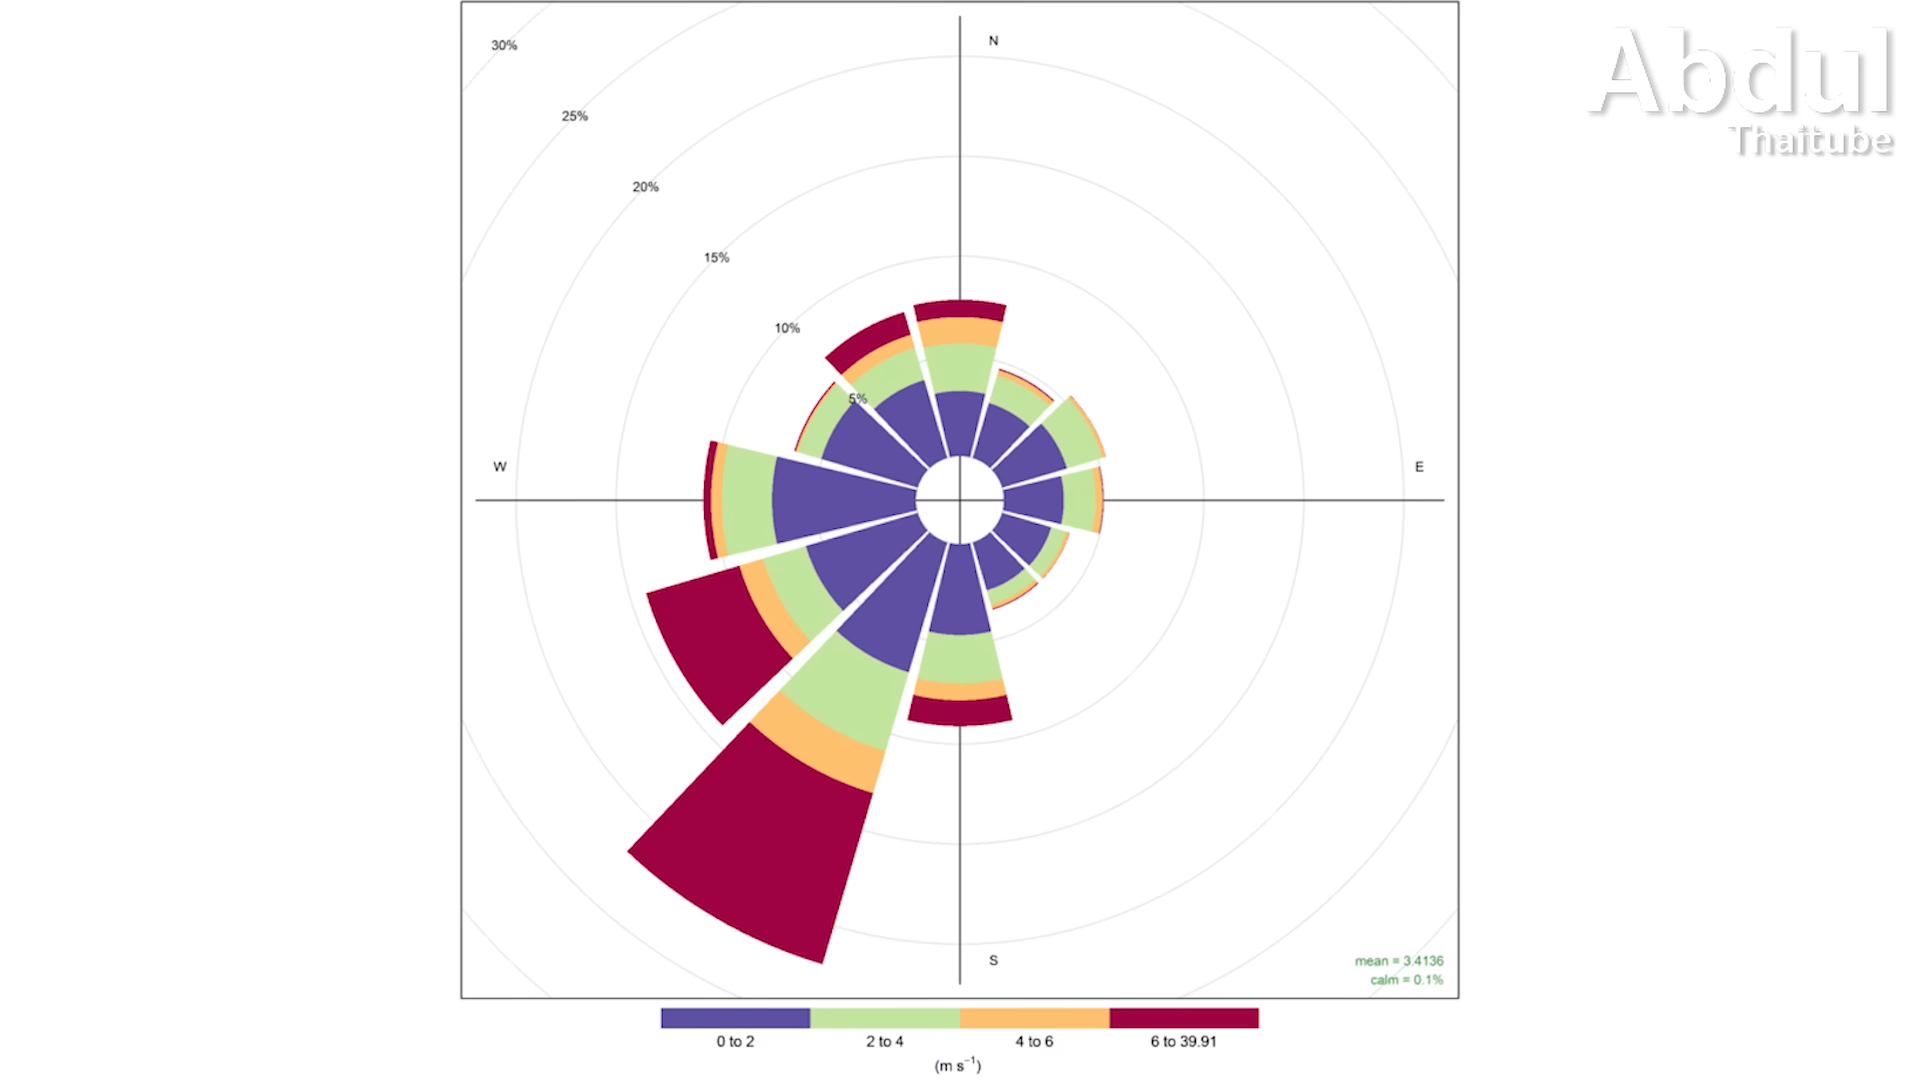 Abdul
Thaitube
N
30%
25%
20%
15%
10%
5%
W
E
S
mean = 3.4136
calm = 0.1%
0 to 2
2 to 4
4 to 6
6 to 39.91
(m s⁻¹)